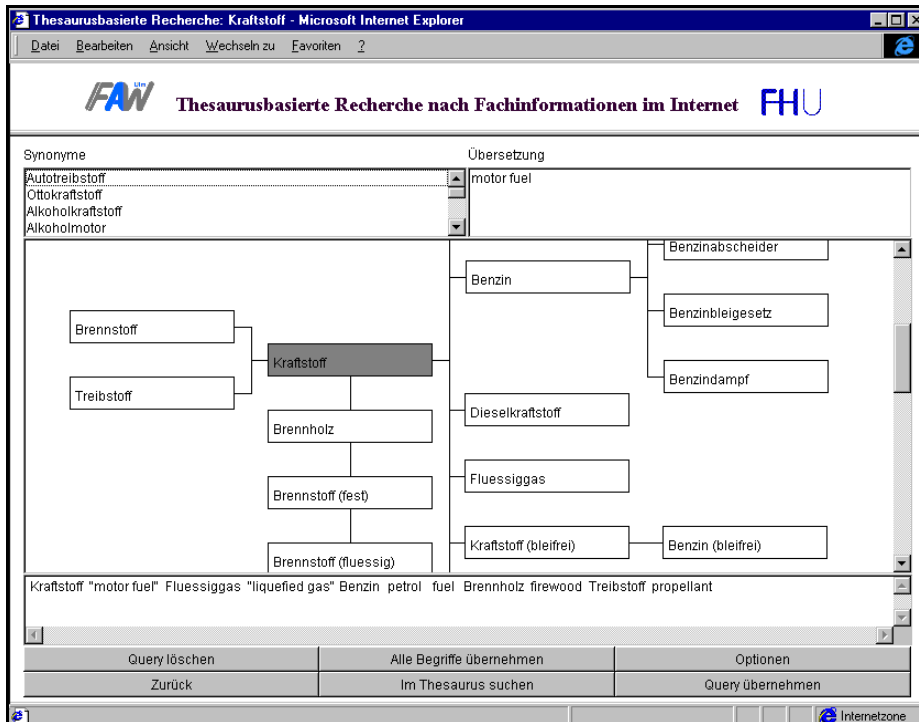 Thesaurusbasierte Recherche: Kraftstoff - Microsoft Internet Explorer
Datei Bearbeiten Ansicht Wechseln zu Favoriten ?
FAW Ulm
Thesaurusbasierte Recherche nach Fachinformationen im Internet
FHU
Synonyme
Übersetzung
Autotreibstoff
Ottokraftstoff
Alkoholkraftstoff
Alkoholmotor
motor fuel
Benzinabscheider
Benzin
Benzinbleigesetz
Brennstoff
Kraftstoff
Benzindampf
Treibstoff
Dieselkraftstoff
Brennholz
Fluessiggas
Brennstoff (fest)
Kraftstoff (bleifrei)
Benzin (bleifrei)
Brennstoff (fluessig)
Kraftstoff "motor fuel" Fluessiggas "liquefied gas" Benzin petrol fuel Brennholz firewood Treibstoff propellant
Query löschen
Alle Begriffe übernehmen
Optionen
Zurück
Im Thesaurus suchen
Query übernehmen
Internetzone